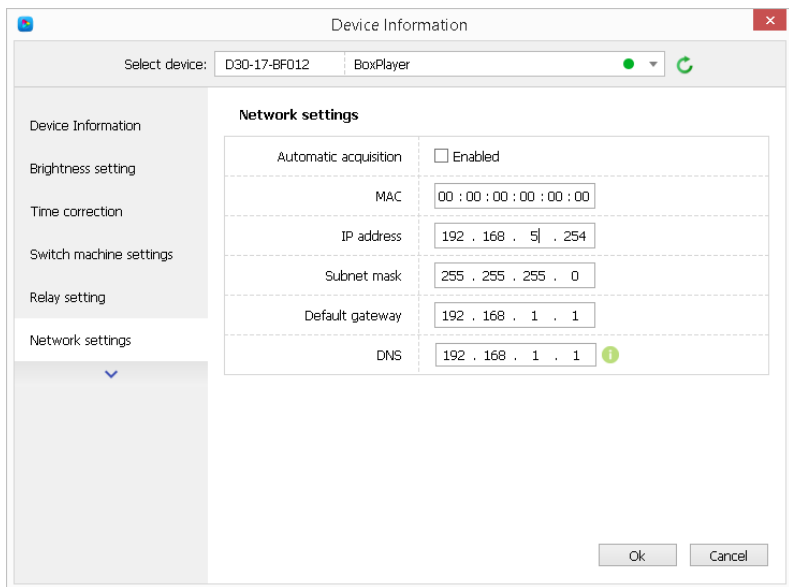 Device Information
Select device: D30-17-BF012 BoxPlayer
Device Information
Brightness setting
Time correction
Switch machine settings
Relay setting
Network settings
Network settings
Automatic acquisition Enabled
MAC 00 : 00 : 00 : 00 : 00 : 00
IP address 192 . 168 . 5 . 254
Subnet mask 255 . 255 . 255 . 0
Default gateway 192 . 168 . 1 . 1
DNS 192 . 168 . 1 . 1
Ok Cancel